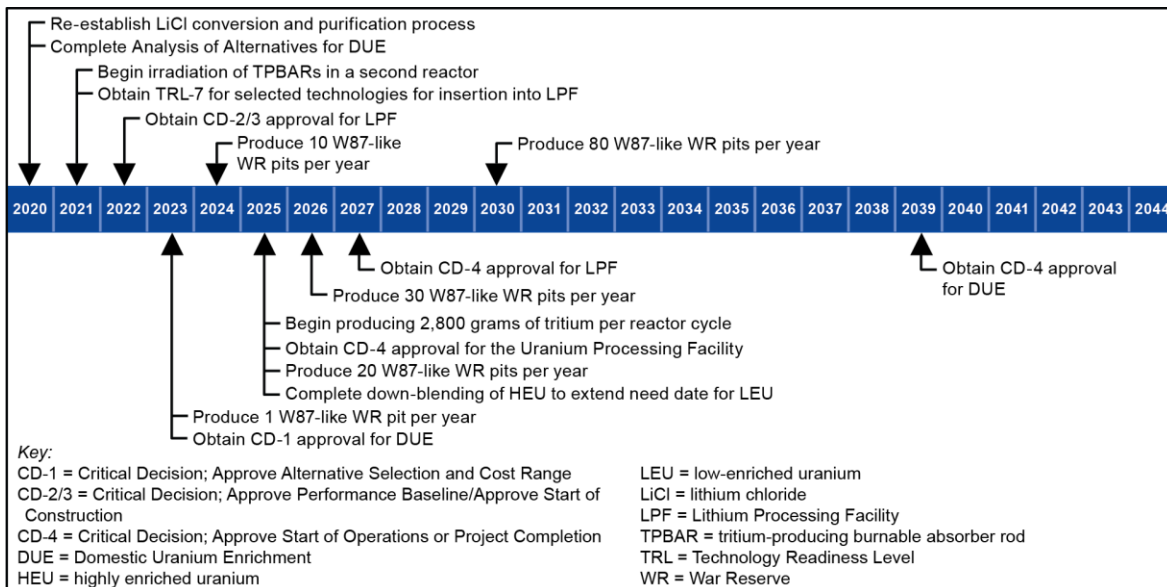 Re-establish LiCl conversion and purification process
Complete Analysis of Alternatives for DUE
Begin irradiation of TPBARs in a second reactor
Obtain TRL-7 for selected technologies for insertion into LPF
Obtain CD-2/3 approval for LPF
Produce 10 W87-like
WR pits per year
Produce 80 W87-like WR pits per year
2020 2021 2022 2023 2024 2025 2026 2027 2028 2029 2030 2031 2032 2033 2034 2035 2036 2037 2038 2039 2040 2041 2042 2043 2044
Obtain CD-4 approval for LPF
Obtain CD-4 approval
for DUE
Produce 30 W87-like WR pits per year
Begin producing 2,800 grams of tritium per reactor cycle
Obtain CD-4 approval for the Uranium Processing Facility
Produce 20 W87-like WR pits per year
Complete down-blending of HEU to extend need date for LEU
Produce 1 W87-like WR pit per year
Obtain CD-1 approval for DUE
Key:
CD-1 = Critical Decision; Approve Alternative Selection and Cost Range
CD-2/3 = Critical Decision; Approve Performance Baseline/Approve Start of
Construction
CD-4 = Critical Decision; Approve Start of Operations or Project Completion
DUE = Domestic Uranium Enrichment
HEU = highly enriched uranium
LEU = low-enriched uranium
LiCl = lithium chloride
LPF = Lithium Processing Facility
TPBAR = tritium-producing burnable absorber rod
TRL = Technology Readiness Level
WR = War Reserve